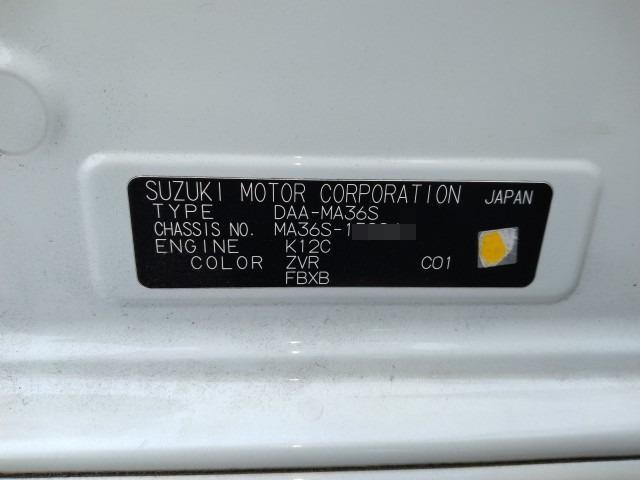 SUZUKI MOTOR CORPORATION JAPAN
TYPE DAA-MA36S
CHASSIS NO. MA36S-1
ENGINE K12C
COLOR ZVR C01
FBXB